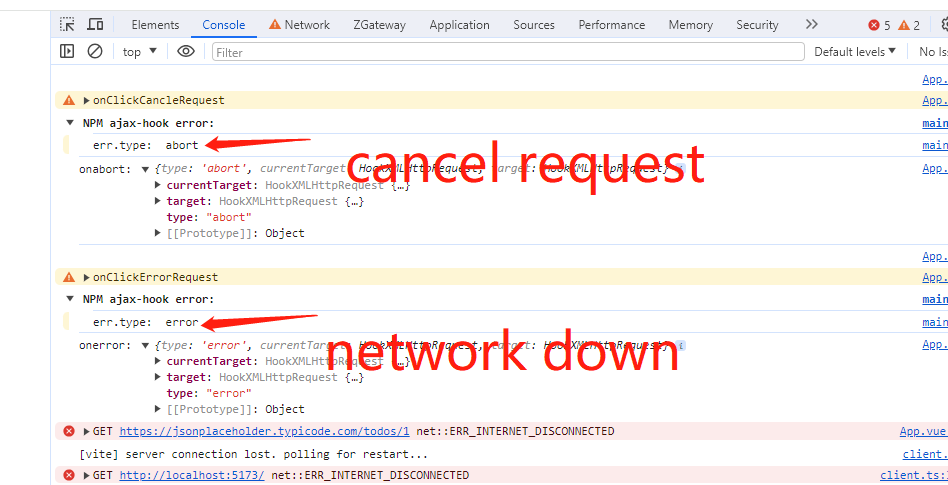 Elements Console Network ZGateway Application Sources Performance Memory Security 5 2
top Filter Default levels No Is
App.
onClickCancleRequest App.
NPM ajax-hook error: main
err.type: abort main
cancel request
onabort: {type: 'abort', currentTarget: HookXMLHttpRequest, target: HookXMLHttpRequest} App.
currentTarget: HookXMLHttpRequest {…}
target: HookXMLHttpRequest {…}
type: "abort"
[[Prototype]]: Object
App.
onClickErrorRequest App.
NPM ajax-hook error: main
err.type: error main
network down
onerror: {type: 'error', currentTarget: HookXMLHttpRequest, target: HookXMLHttpRequest} i App.
currentTarget: HookXMLHttpRequest {…}
target: HookXMLHttpRequest {…}
type: "error"
[[Prototype]]: Object
GET https://jsonplaceholder.typicode.com/todos/1 net::ERR_INTERNET_DISCONNECTED App.vue
[vite] server connection lost. polling for restart... client.
GET http://localhost:5173/ net::ERR_INTERNET_DISCONNECTED client.ts: